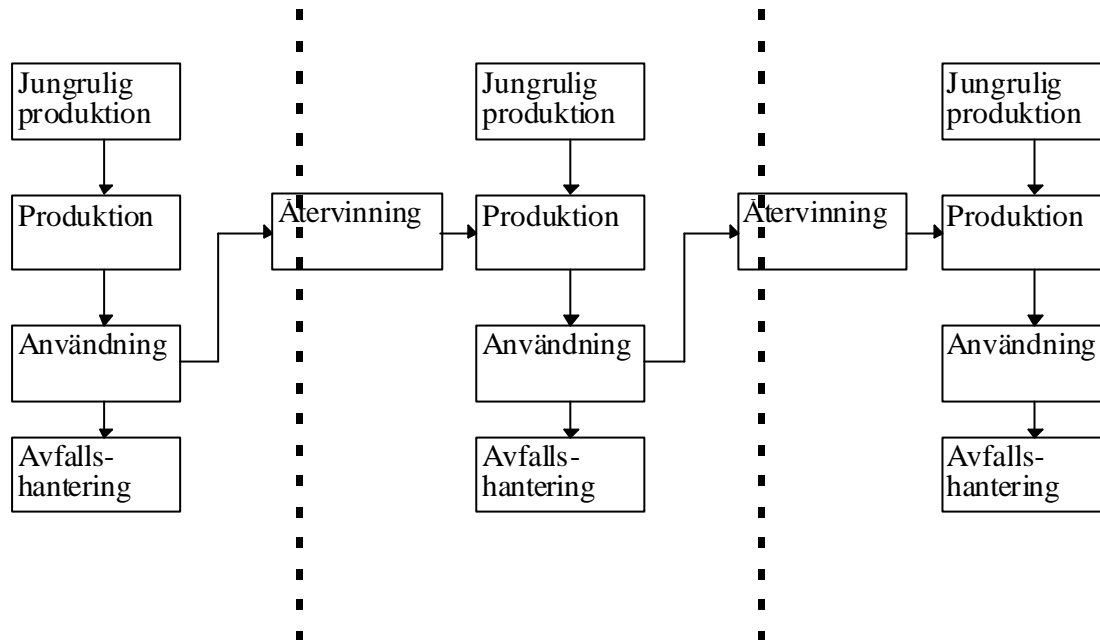 Jungrulig
produktion
Produktion
Användning
Avfalls-
hantering
Återvinning
Jungrulig
produktion
Produktion
Användning
Avfalls-
hantering
Återvinning
Jungrulig
produktion
Produktion
Användning
Avfalls-
hantering